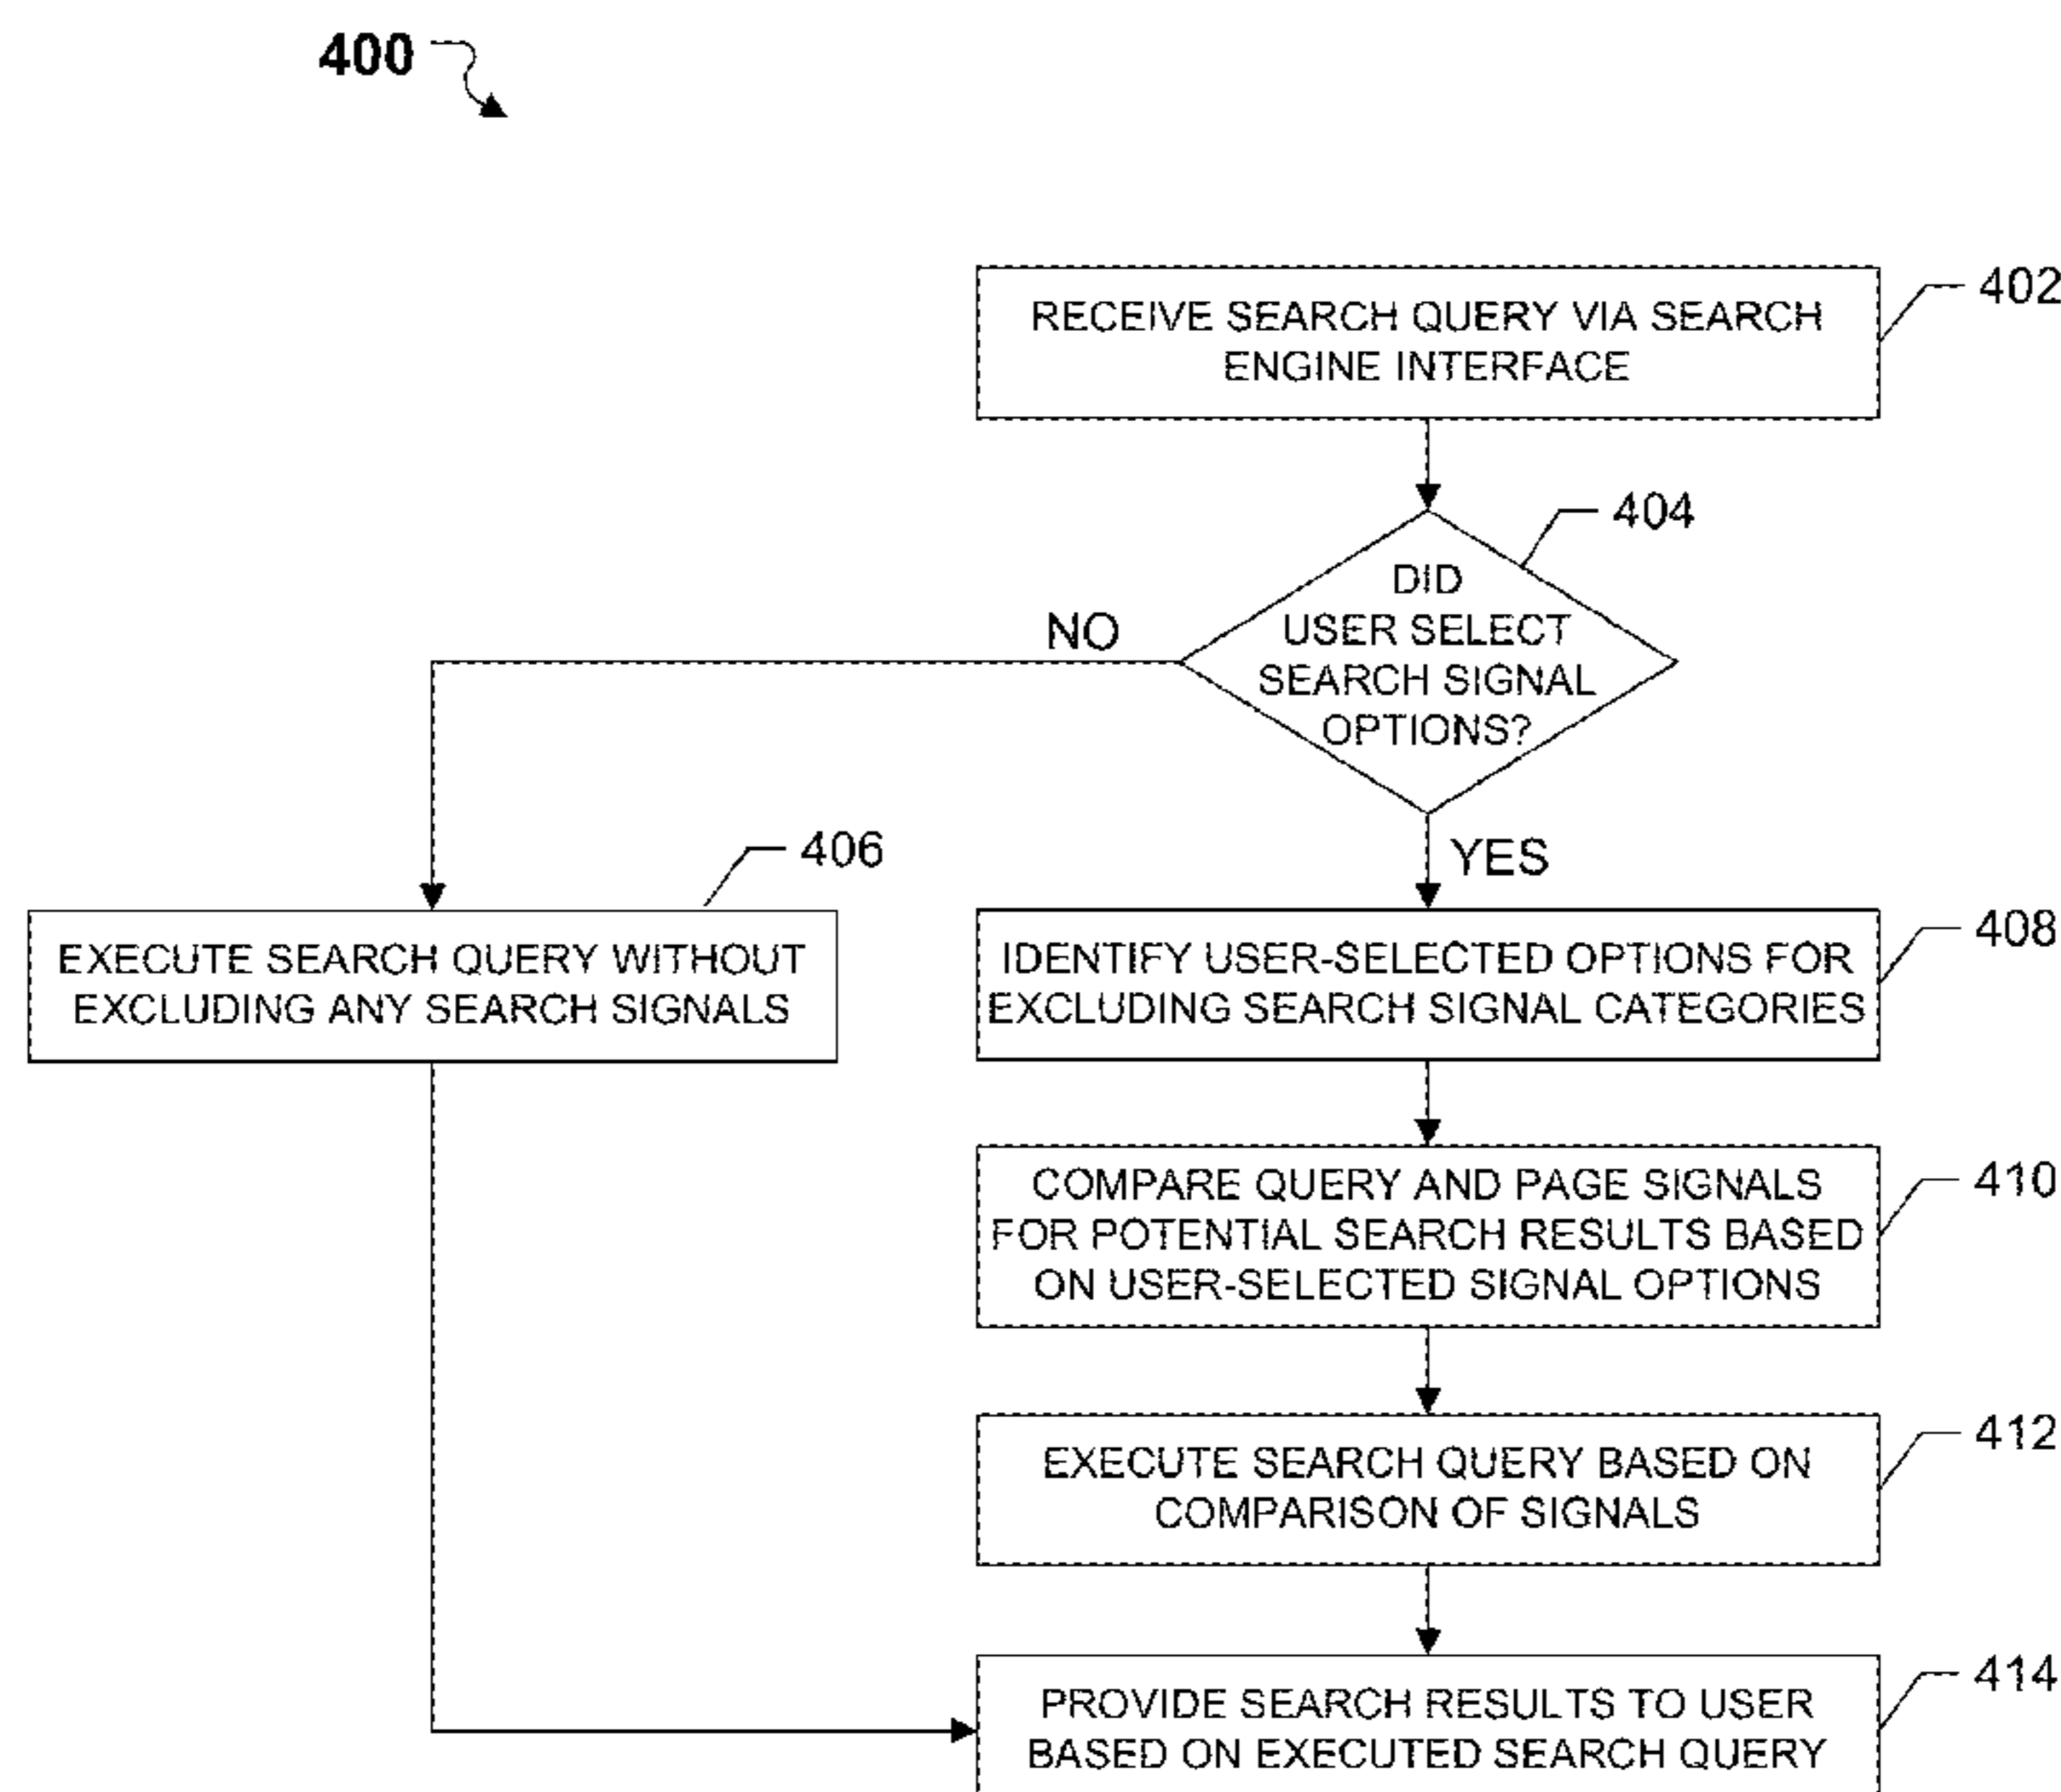 400
RECEIVE SEARCH QUERY VIA SEARCH
ENGINE INTERFACE
402
DID
USER SELECT
SEARCH SIGNAL
OPTIONS?
404
NO
YES
EXECUTE SEARCH QUERY WITHOUT
EXCLUDING ANY SEARCH SIGNALS
406
IDENTIFY USER-SELECTED OPTIONS FOR
EXCLUDING SEARCH SIGNAL CATEGORIES
408
COMPARE QUERY AND PAGE SIGNALS
FOR POTENTIAL SEARCH RESULTS BASED
ON USER-SELECTED SIGNAL OPTIONS
410
EXECUTE SEARCH QUERY BASED ON
COMPARISON OF SIGNALS
412
PROVIDE SEARCH RESULTS TO USER
BASED ON EXECUTED SEARCH QUERY
414